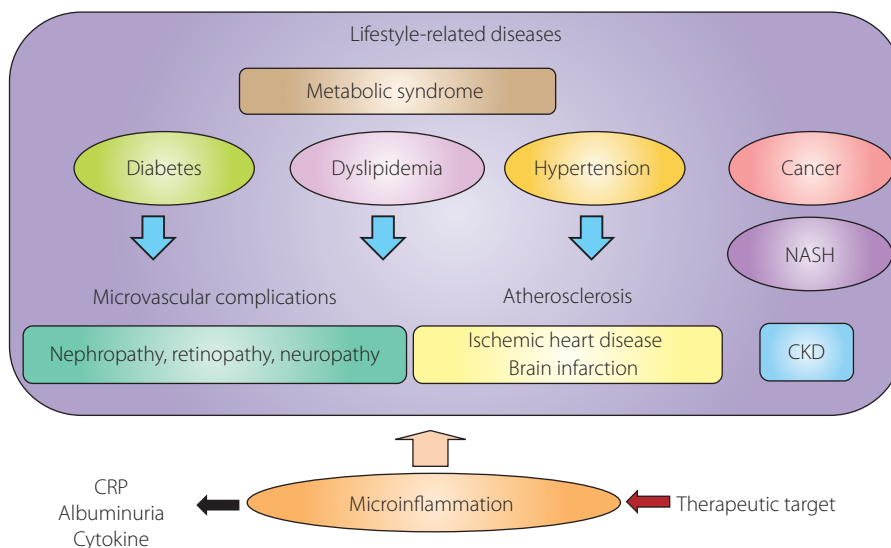 Lifestyle-related diseases
Metabolic syndrome
Diabetes
Dyslipidemia
Hypertension
Cancer
NASH
Microvascular complications
Atherosclerosis
Nephropathy, retinopathy, neuropathy
Ischemic heart disease
Brain infarction
CKD
CRP
Albuminuria
Cytokine
Microinflammation
Therapeutic target